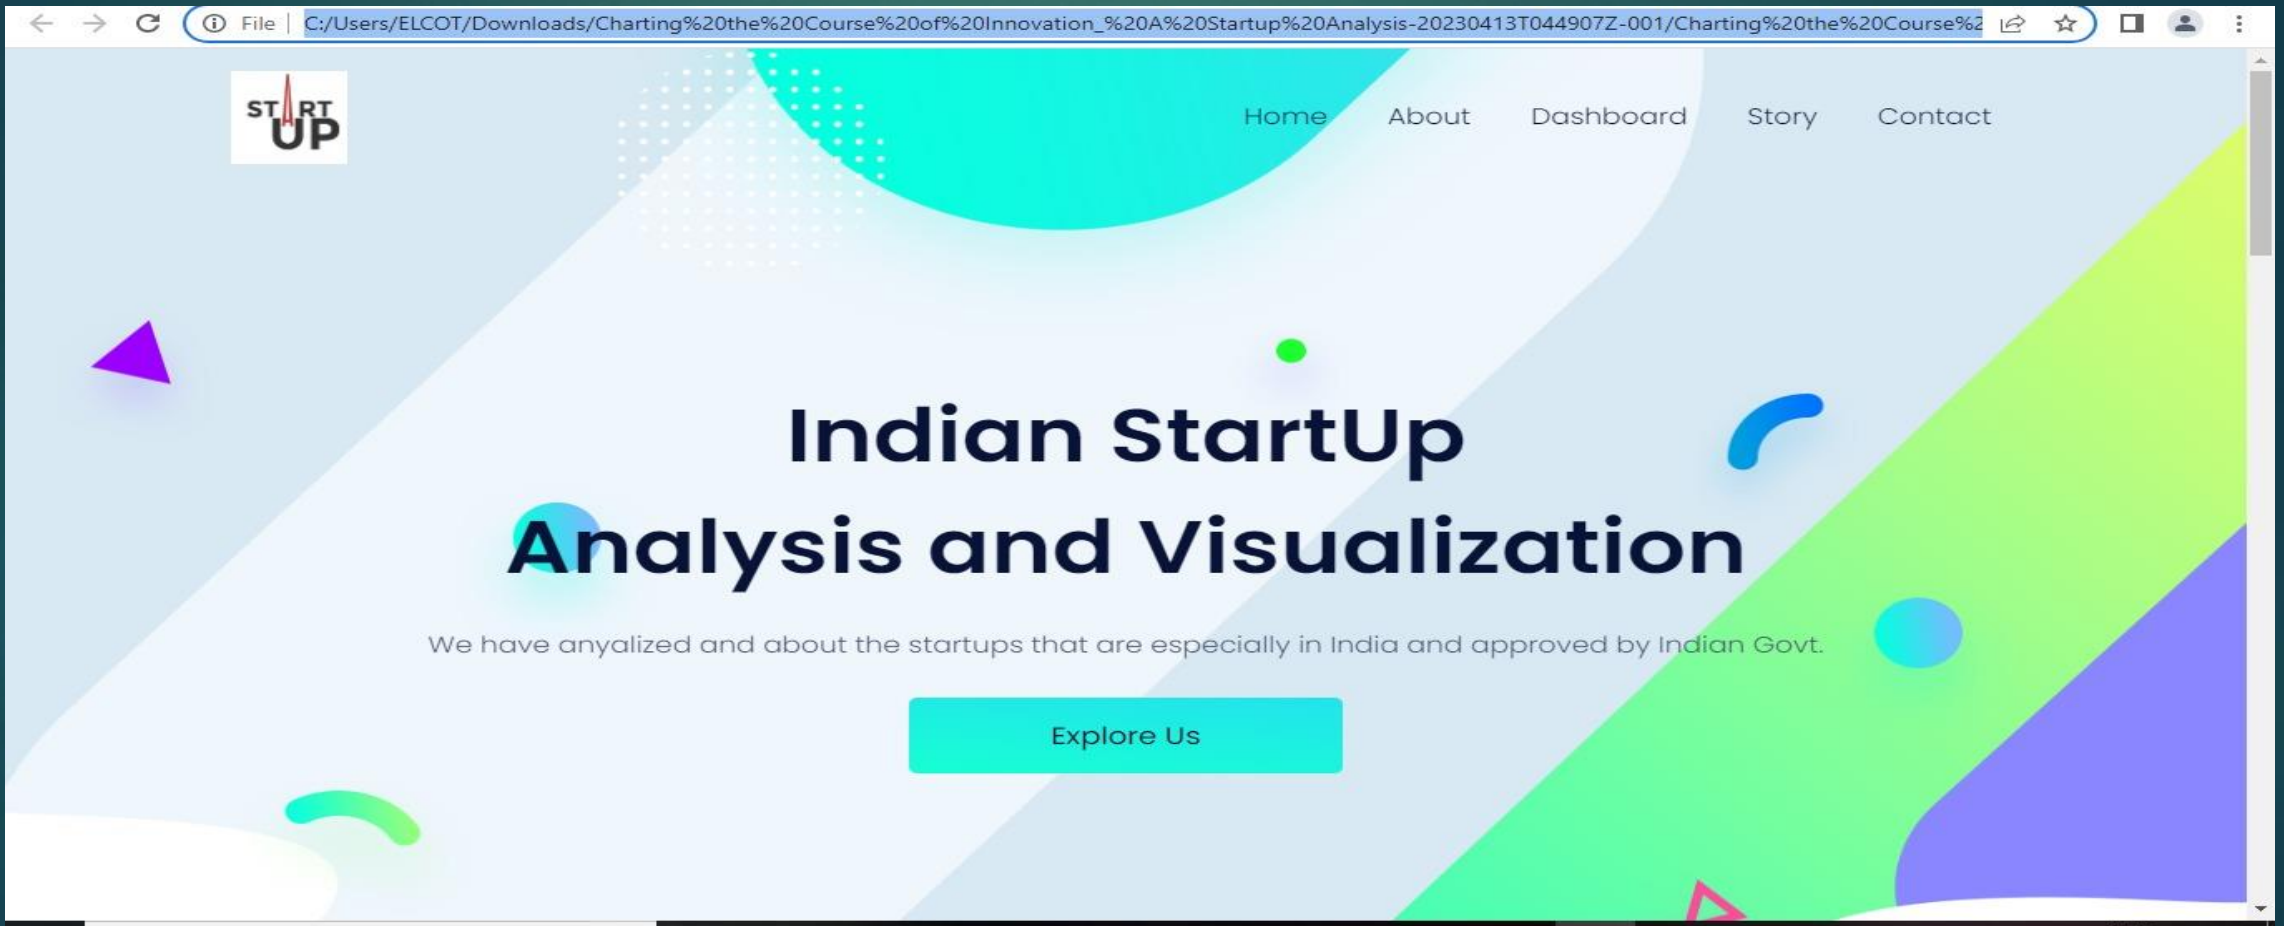 File | C:/Users/ELCOT/Downloads/Charting%20the%20Course%20of%20Innovation_%20A%20Startup%20Analysis-20230413T044907Z-001/Charting%20the%20Course%2
START
UP
Home About Dashboard Story Contact
Indian StartUp
Analysis and Visualization
We have anyalized and about the startups that are especially in India and approved by Indian Govt.
Explore Us